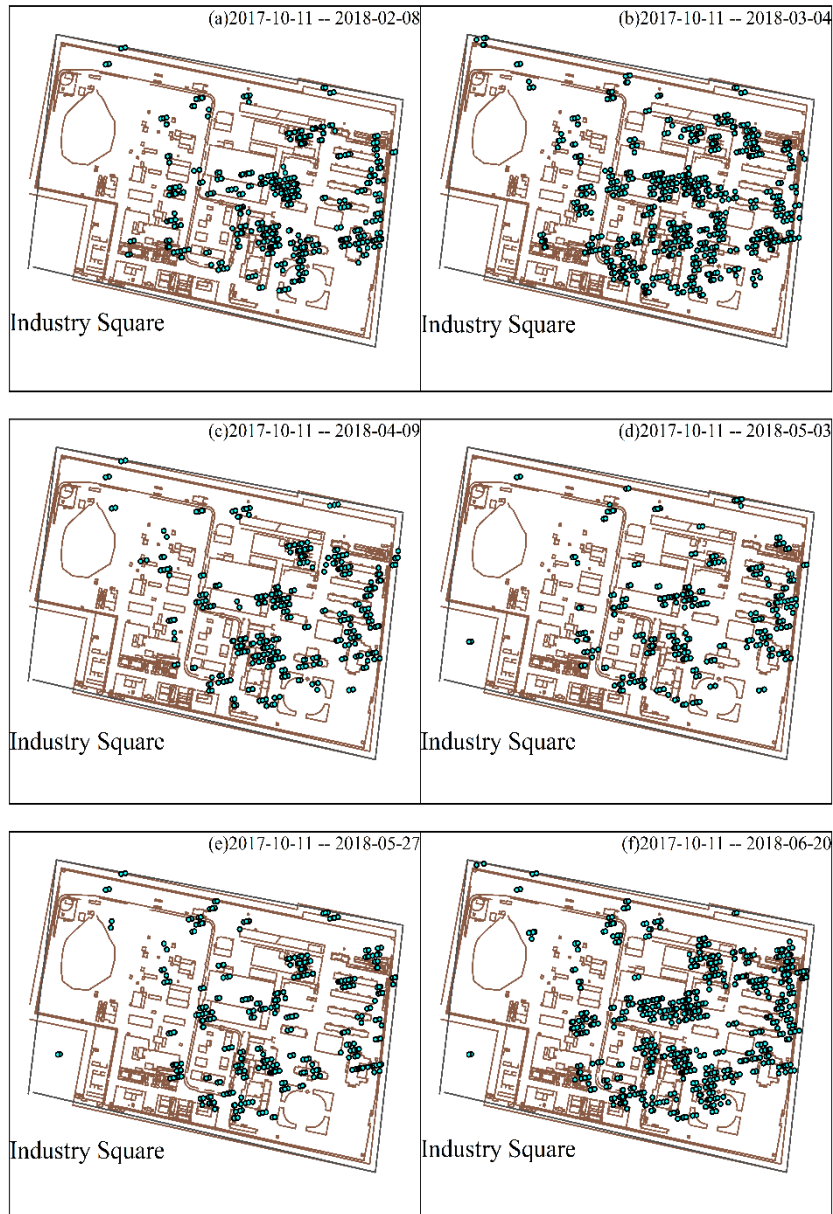 (a)2017-10-11 -- 2018-02-08
Industry Square
(b)2017-10-11 -- 2018-03-04
Industry Square
(c)2017-10-11 -- 2018-04-09
Industry Square
(d)2017-10-11 -- 2018-05-03
Industry Square
(e)2017-10-11 -- 2018-05-27
Industry Square
(f)2017-10-11 -- 2018-06-20
Industry Square